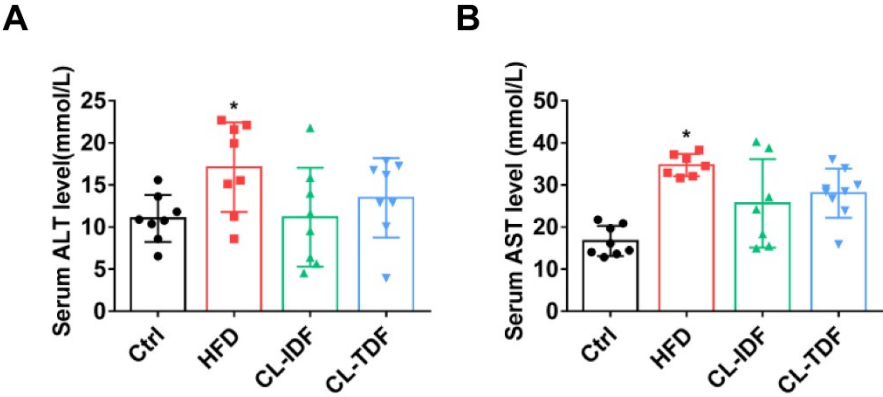 A
Serum ALT level(mmol/L)
25
20
15
10
5
0
*
Ctrl
HFD
CL-IDF
CL-TDF
B
Serum AST level (mmol/L)
50
40
30
20
10
0
*
Ctrl
HFD
CL-IDF
CL-TDF